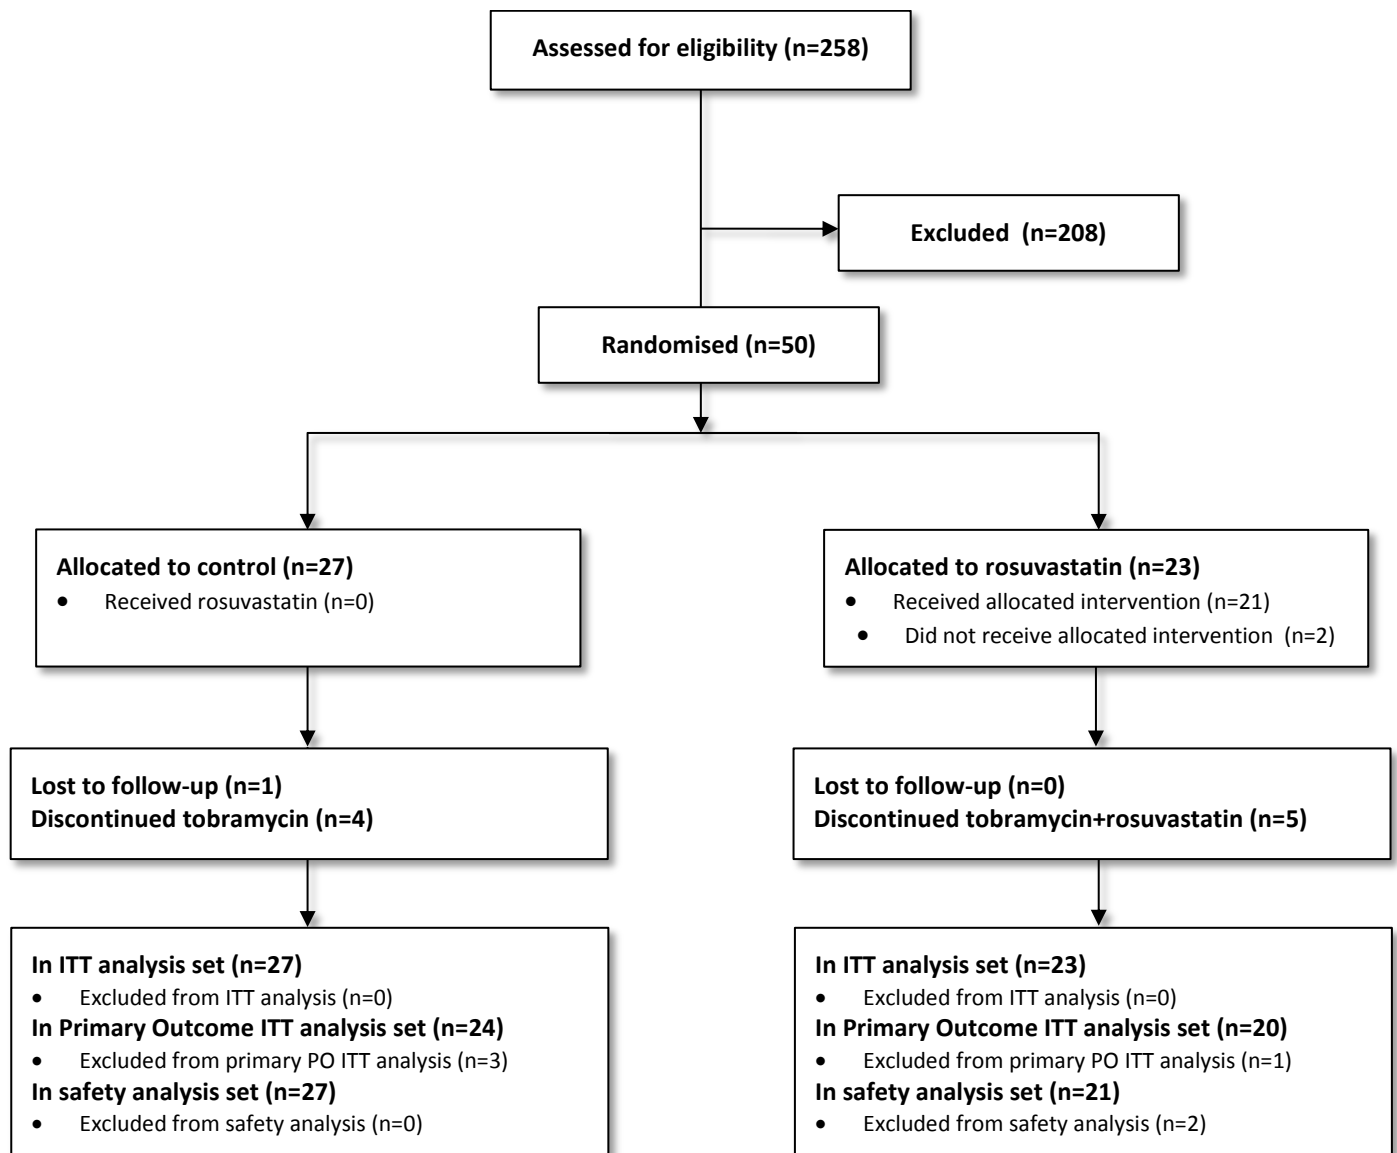 Assessed for eligibility (n=258)
Excluded (n=208)
Randomised (n=50)
Allocated to control (n=27)
• Received rosuvastatin (n=0)
Allocated to rosuvastatin (n=23)
• Received allocated intervention (n=21)
• Did not receive allocated intervention (n=2)
Lost to follow-up (n=1)
Discontinued tobramycin (n=4)
Lost to follow-up (n=0)
Discontinued tobramycin+rosuvastatin (n=5)
In ITT analysis set (n=27)
• Excluded from ITT analysis (n=0)
In Primary Outcome ITT analysis set (n=24)
• Excluded from primary PO ITT analysis (n=3)
In safety analysis set (n=27)
• Excluded from safety analysis (n=0)
In ITT analysis set (n=23)
• Excluded from ITT analysis (n=0)
In Primary Outcome ITT analysis set (n=20)
• Excluded from primary PO ITT analysis (n=1)
In safety analysis set (n=21)
• Excluded from safety analysis (n=2)